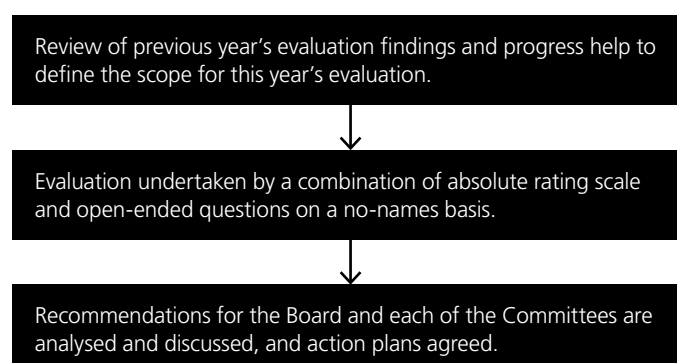 Review of previous year’s evaluation findings and progress help to
define the scope for this year’s evaluation.
Evaluation undertaken by a combination of absolute rating scale
and open-ended questions on a no-names basis.
Recommendations for the Board and each of the Committees are
analysed and discussed, and action plans agreed.